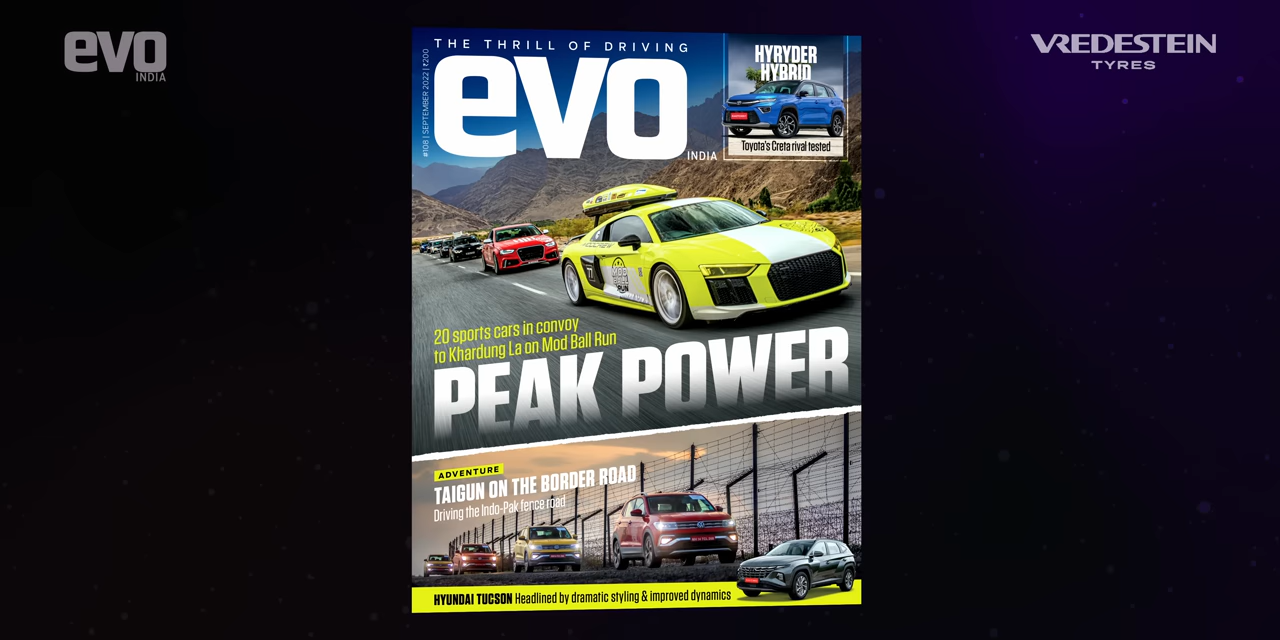 evo
INDIA
VREDESTEIN
TYRES
THE THRILL OF DRIVING
evo
INDIA
#108 | SEPTEMBER 2022 | ₹200
HYRYDER
HYBRID
Toyota's Creta rival tested
20 sports cars in convoy
to Khardung La on Mod Ball Run
PEAK POWER
ADVENTURE
TAIGUN ON THE BORDER ROAD
Driving the Indo-Pak fence road
HYUNDAI TUCSON Headlined by dramatic styling & improved dynamics